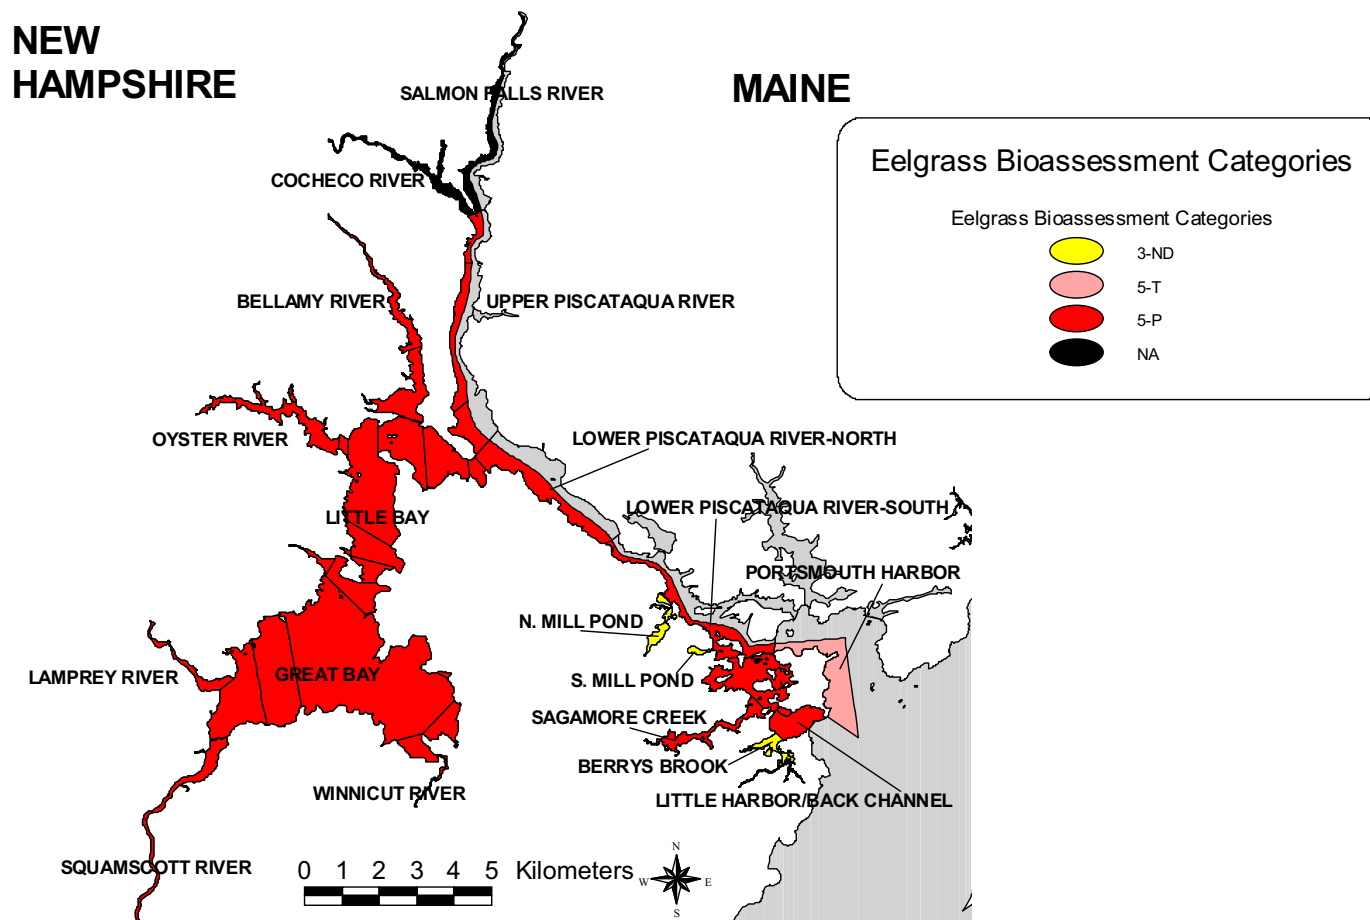 NEW
HAMPSHIRE
MAINE
SALMON FALLS RIVER
COCHECO RIVER
BELLAMY RIVER
UPPER PISCATAQUA RIVER
OYSTER RIVER
LOWER PISCATAQUA RIVER-NORTH
LITTLE BAY
LOWER PISCATAQUA RIVER-SOUTH
PORTSMOUTH HARBOR
N. MILL POND
LAMPREY RIVER
GREAT BAY
S. MILL POND
SAGAMORE CREEK
BERRYS BROOK
WINNICUT RIVER
LITTLE HARBOR/BACK CHANNEL
SQUAMSCOTT RIVER
0 1 2 3 4 5 Kilometers
N
W E
S
Eelgrass Bioassessment Categories
Eelgrass Bioassessment Categories
3-ND
5-T
5-P
NA